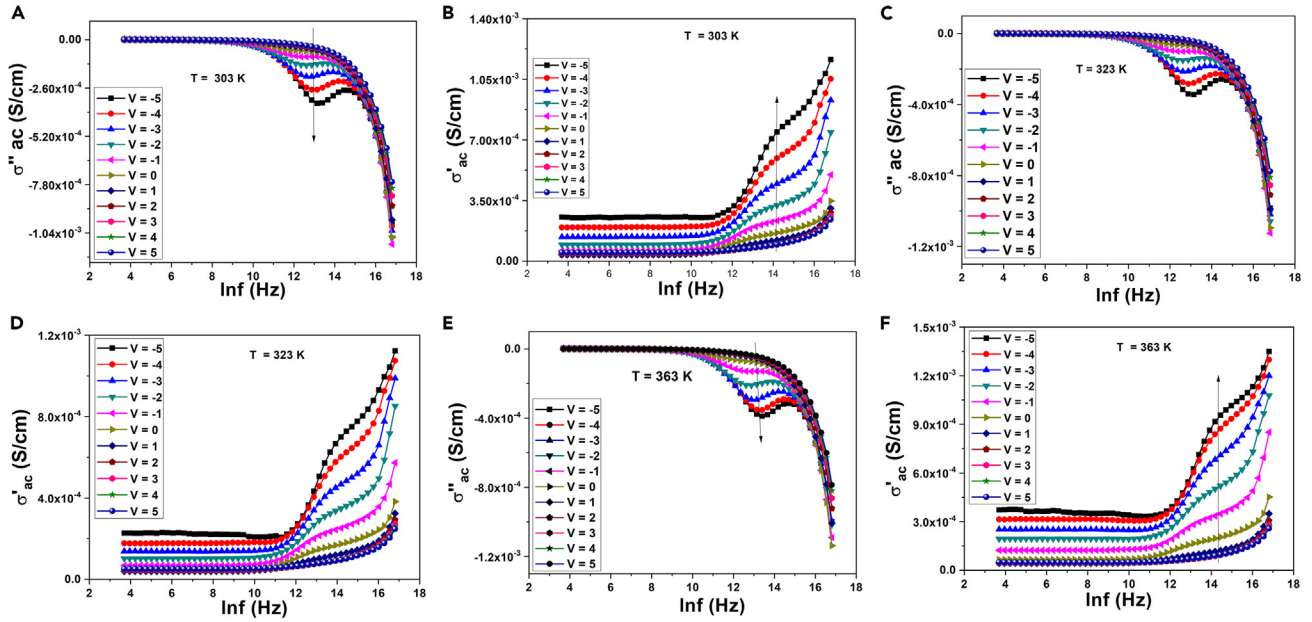 A
0.00
-2.60x10-4
-5.20x10-4
-7.80x10-4
-1.04x10-3
σ'' ac (S/cm)
T = 303 K
V = -5
V = -4
V = -3
V = -2
V = -1
V = 0
V = 1
V = 2
V = 3
V = 4
V = 5
2 4 6 8 10 12 14 16 18
lnf (Hz)
B
1.40x10-3
1.05x10-3
7.00x10-4
3.50x10-4
0.00
σ'ac (S/cm)
T = 303 K
V = -5
V = -4
V = -3
V = -2
V = -1
V = 0
V = 1
V = 2
V = 3
V = 4
V = 5
2 4 6 8 10 12 14 16 18
lnf (Hz)
C
0.0
-4.0x10-4
-8.0x10-4
-1.2x10-3
σ'' ac (S/cm)
T = 323 K
V = -5
V = -4
V = -3
V = -2
V = -1
V = 0
V = 1
V = 2
V = 3
V = 4
V = 5
2 4 6 8 10 12 14 16 18
lnf (Hz)
D
1.2x10-3
8.0x10-4
4.0x10-4
0.0
σ'ac (S/cm)
T = 323 K
V = -5
V = -4
V = -3
V = -2
V = -1
V = 0
V = 1
V = 2
V = 3
V = 4
V = 5
2 4 6 8 10 12 14 16 18
lnf (Hz)
E
0.0
-4.0x10-4
-8.0x10-4
-1.2x10-3
σ''ac (S/cm)
T = 363 K
V = -5
V = -4
V = -3
V = -2
V = -1
V = 0
V = 1
V = 2
V = 3
V = 4
V = 5
2 4 6 8 10 12 14 16 18
lnf (Hz)
F
1.5x10-3
1.2x10-3
9.0x10-4
6.0x10-4
3.0x10-4
0.0
σ'ac (S/cm)
T = 363 K
V = -5
V = -4
V = -3
V = -2
V = -1
V = 0
V = 1
V = 2
V = 3
V = 4
V = 5
2 4 6 8 10 12 14 16 18
lnf (Hz)